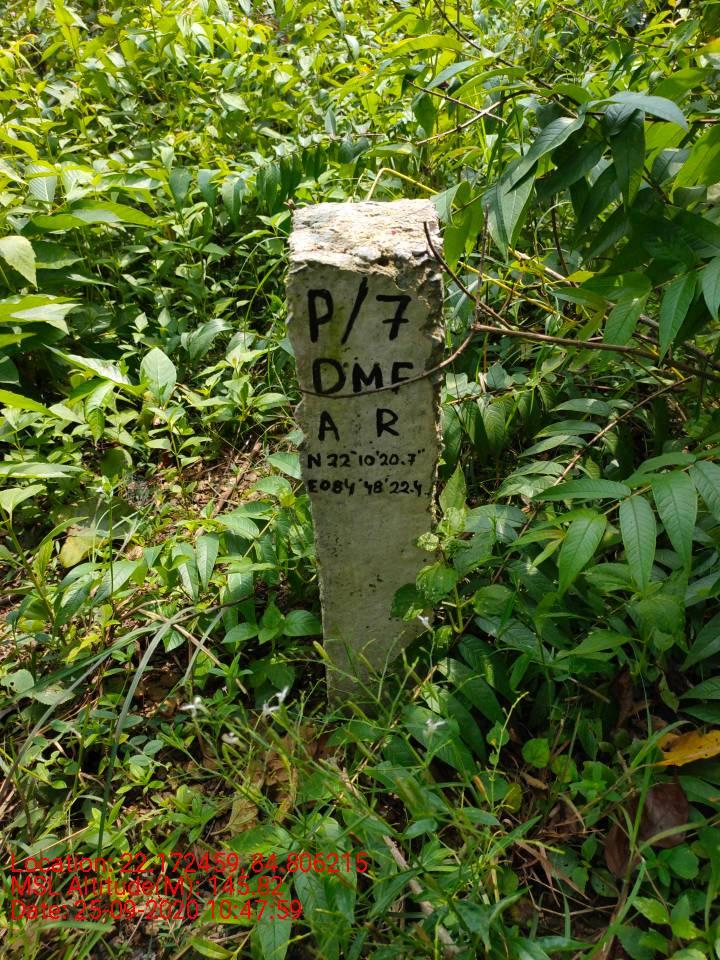 P/7
DMF
A R
N 22°10'20.7"
E084°48'22.4
Location: 22.172459, 84.806215
MSL Artitude(M): 145.82
Date: 25-09-2020 10:47:59